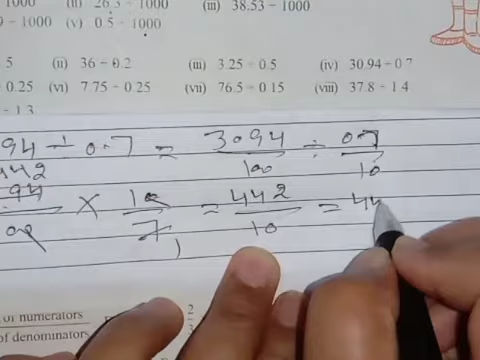 1000 (ii) 26.3 ÷ 1000 (iii) 38.53 ÷ 1000
÷ 1000 (v) 0.5 ÷ 1000
.5 (ii) 36 ÷ 0.2 (iii) 3.25 ÷ 0.5 (iv) 30.94 ÷ 0.7
÷ 0.25 (vi) 7.75 ÷ 0.25 (vii) 76.5 ÷ 0.15 (viii) 37.8 ÷ 1.4
÷ 1.3
94 ÷ 0.7 = 3094/100 ÷ 07/10
442
94 × 10/7 = 442/10 = 44
1
of numerators
of denominators
2